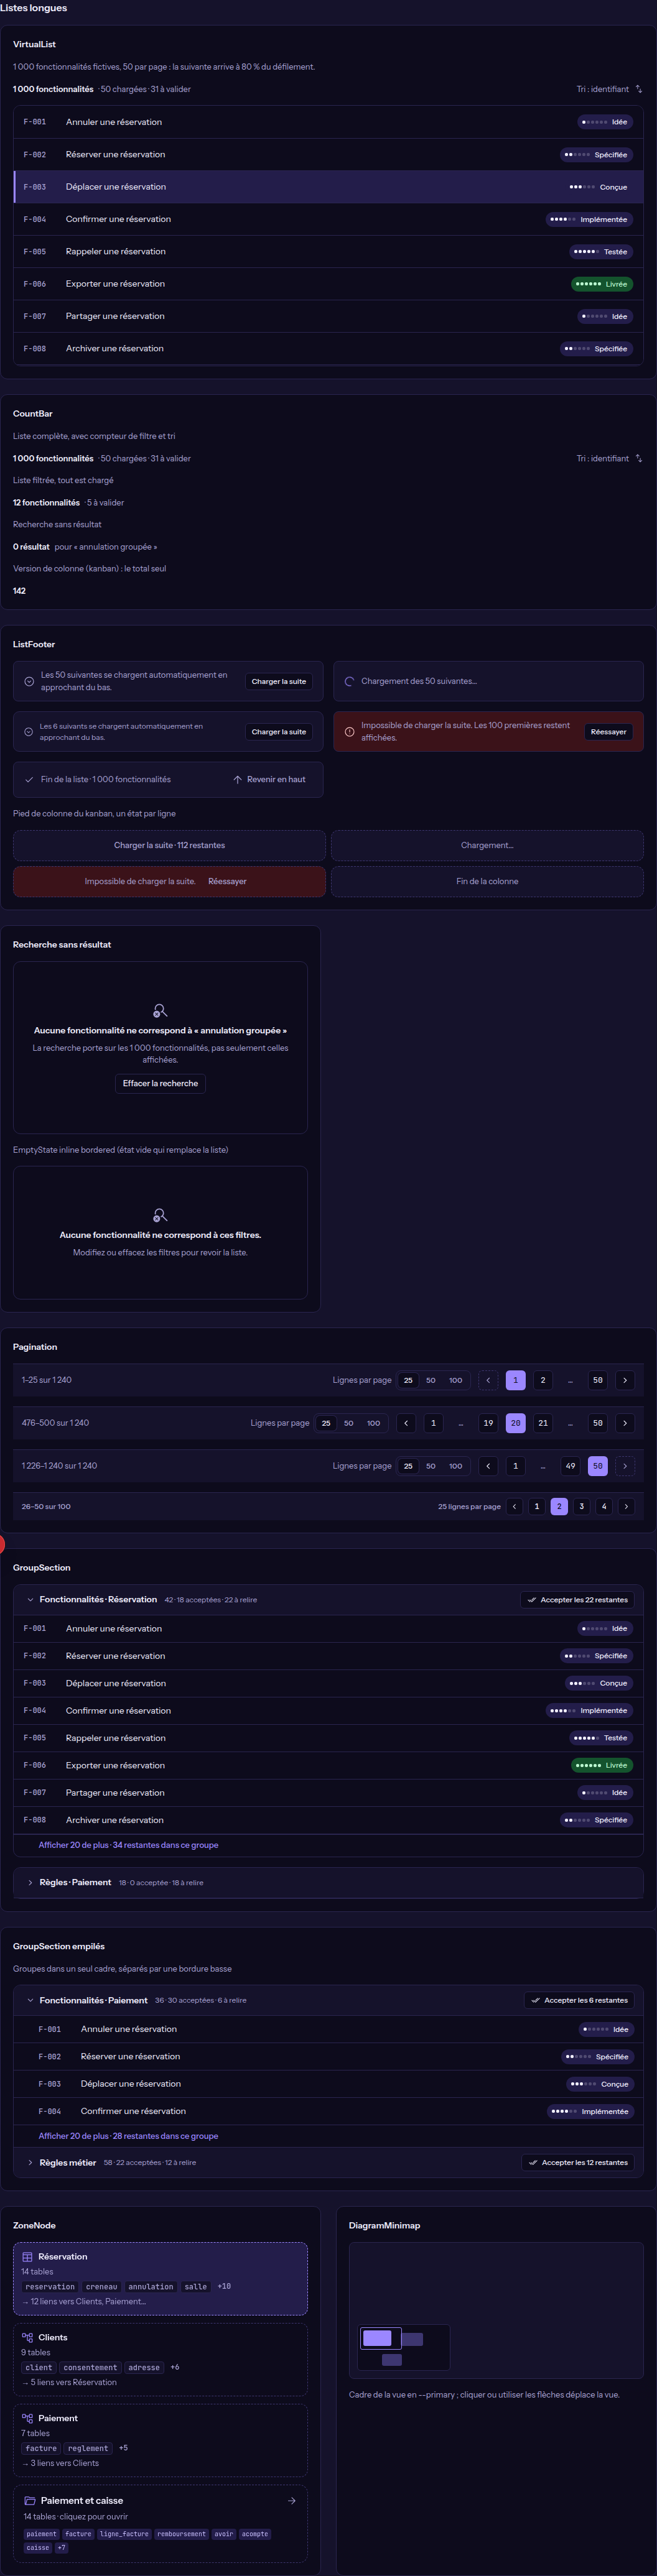 Listes longues
VirtualList
1 000 fonctionnalités fictives, 50 par page : la suivante arrive à 80 % du défilement.
1 000 fonctionnalités · 50 chargées · 31 à valider Tri : identifiant
F-001 Annuler une réservation Idée
F-002 Réserver une réservation Spécifiée
F-003 Déplacer une réservation Conçue
F-004 Confirmer une réservation Implémentée
F-005 Rappeler une réservation Testée
F-006 Exporter une réservation Livrée
F-007 Partager une réservation Idée
F-008 Archiver une réservation Spécifiée
CountBar
Liste complète, avec compteur de filtre et tri
1 000 fonctionnalités · 50 chargées · 31 à valider Tri : identifiant
Liste filtrée, tout est chargé
12 fonctionnalités · 5 à valider
Recherche sans résultat
0 résultat pour « annulation groupée »
Version de colonne (kanban) : le total seul
142
ListFooter
Les 50 suivantes se chargent automatiquement en
approchant du bas.
Charger la suite
Chargement des 50 suivantes…
Les 6 suivants se chargent automatiquement en
approchant du bas.
Charger la suite
Impossible de charger la suite. Les 100 premières restent
affichées.
Réessayer
Fin de la liste · 1 000 fonctionnalités Revenir en haut
Pied de colonne du kanban, un état par ligne
Charger la suite · 112 restantes Chargement…
Impossible de charger la suite. Réessayer Fin de la colonne
Recherche sans résultat
Aucune fonctionnalité ne correspond à « annulation groupée »
La recherche porte sur les 1 000 fonctionnalités, pas seulement celles
affichées.
Effacer la recherche
EmptyState inline bordered (état vide qui remplace la liste)
Aucune fonctionnalité ne correspond à ces filtres.
Modifiez ou effacez les filtres pour revoir la liste.
Pagination
1–25 sur 1 240 Lignes par page 25 50 100 1 2 … 50
476–500 sur 1 240 Lignes par page 25 50 100 1 … 19 20 21 … 50
1 226–1 240 sur 1 240 Lignes par page 25 50 100 1 … 49 50
26–50 sur 100 25 lignes par page 1 2 3 4
GroupSection
Fonctionnalités · Réservation 42 · 18 acceptées · 22 à relire Accepter les 22 restantes
F-001 Annuler une réservation Idée
F-002 Réserver une réservation Spécifiée
F-003 Déplacer une réservation Conçue
F-004 Confirmer une réservation Implémentée
F-005 Rappeler une réservation Testée
F-006 Exporter une réservation Livrée
F-007 Partager une réservation Idée
F-008 Archiver une réservation Spécifiée
Afficher 20 de plus · 34 restantes dans ce groupe
Règles · Paiement 18 · 0 acceptée · 18 à relire
GroupSection empilés
Groupes dans un seul cadre, séparés par une bordure basse
Fonctionnalités · Paiement 36 · 30 acceptées · 6 à relire Accepter les 6 restantes
F-001 Annuler une réservation Idée
F-002 Réserver une réservation Spécifiée
F-003 Déplacer une réservation Conçue
F-004 Confirmer une réservation Implémentée
Afficher 20 de plus · 28 restantes dans ce groupe
Règles métier 58 · 22 acceptées · 12 à relire Accepter les 12 restantes
ZoneNode
Réservation
14 tables
reservation creneau annulation salle +10
→ 12 liens vers Clients, Paiement…
Clients
9 tables
client consentement adresse +6
→ 5 liens vers Réservation
Paiement
7 tables
facture reglement +5
→ 3 liens vers Clients
Paiement et caisse
14 tables · cliquez pour ouvrir
paiement facture ligne_facture remboursement avoir acompte
caisse +7
DiagramMinimap
Cadre de la vue en --primary ; cliquer ou utiliser les flèches déplace la vue.